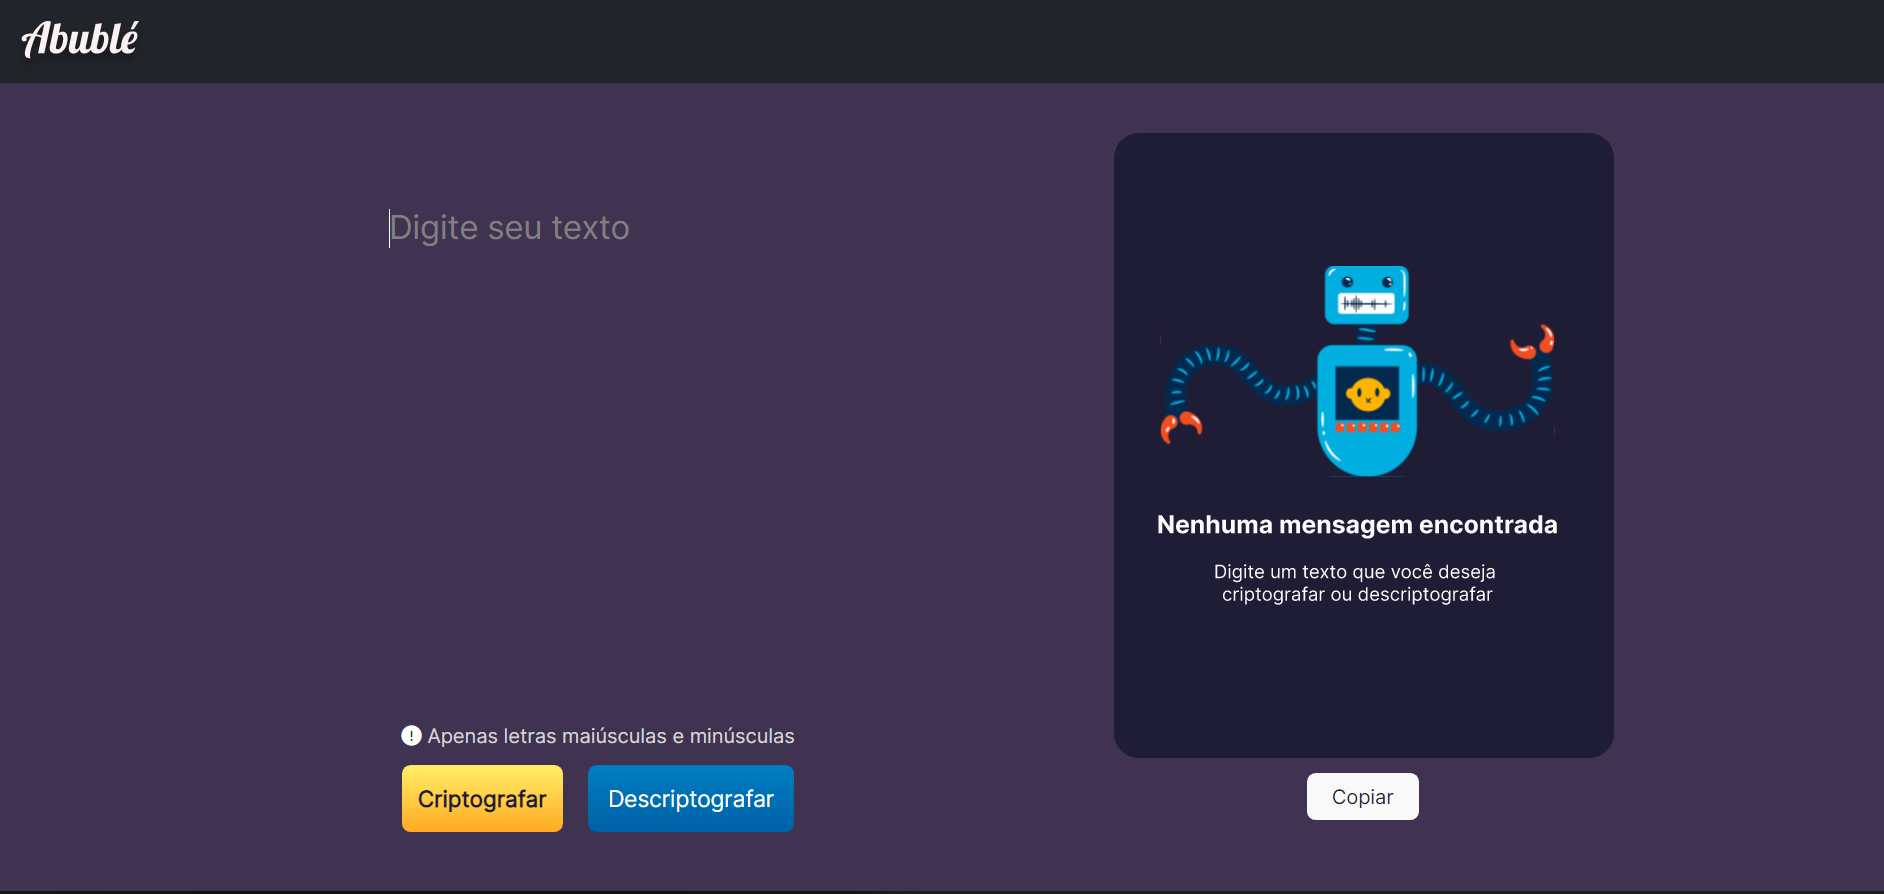 Abublé
Digite seu texto
Nenhuma mensagem encontrada
Digite um texto que você deseja
criptografar ou descriptografar
! Apenas letras maiúsculas e minúsculas
Criptografar
Descriptografar
Copiar